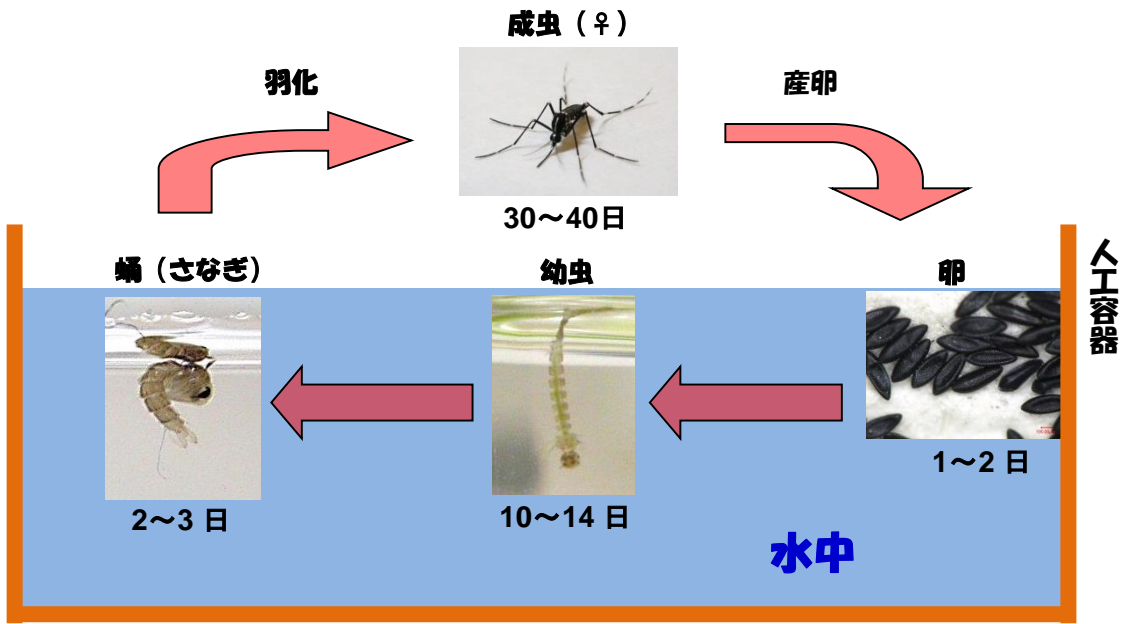 成虫（♀）
羽化
産卵
30～40日
蛹（さなぎ）
幼虫
卵
人工容器
1～2 日
2～3 日
10～14 日
水中